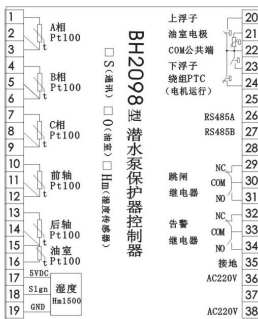 1
2
3
4
5
6
7
8
9
10
11
12
13
14
15
16
17
18
19
A相
Pt100
t
B相
Pt100
t
C相
Pt100
t
前轴
Pt100
t
后轴
Pt100
油室
Pt100
t
5VDC
SIgn
GND
湿度
Hm1500
□ S(通讯) □ O(油室) □ Hm(湿度传感器)
BH2098型 潜水泵保护器控制器
上浮子
油室电极
COM公共端
下浮子
绕组PTC
(电机运行)
RS485A
RS485B
跳闸
继电器
NC
COM
NO
告警
继电器
NC
COM
NO
接地
AC220V
AC220V
20
21
22
23
24
25
26
27
28
29
30
31
32
33
34
35
36
37
38